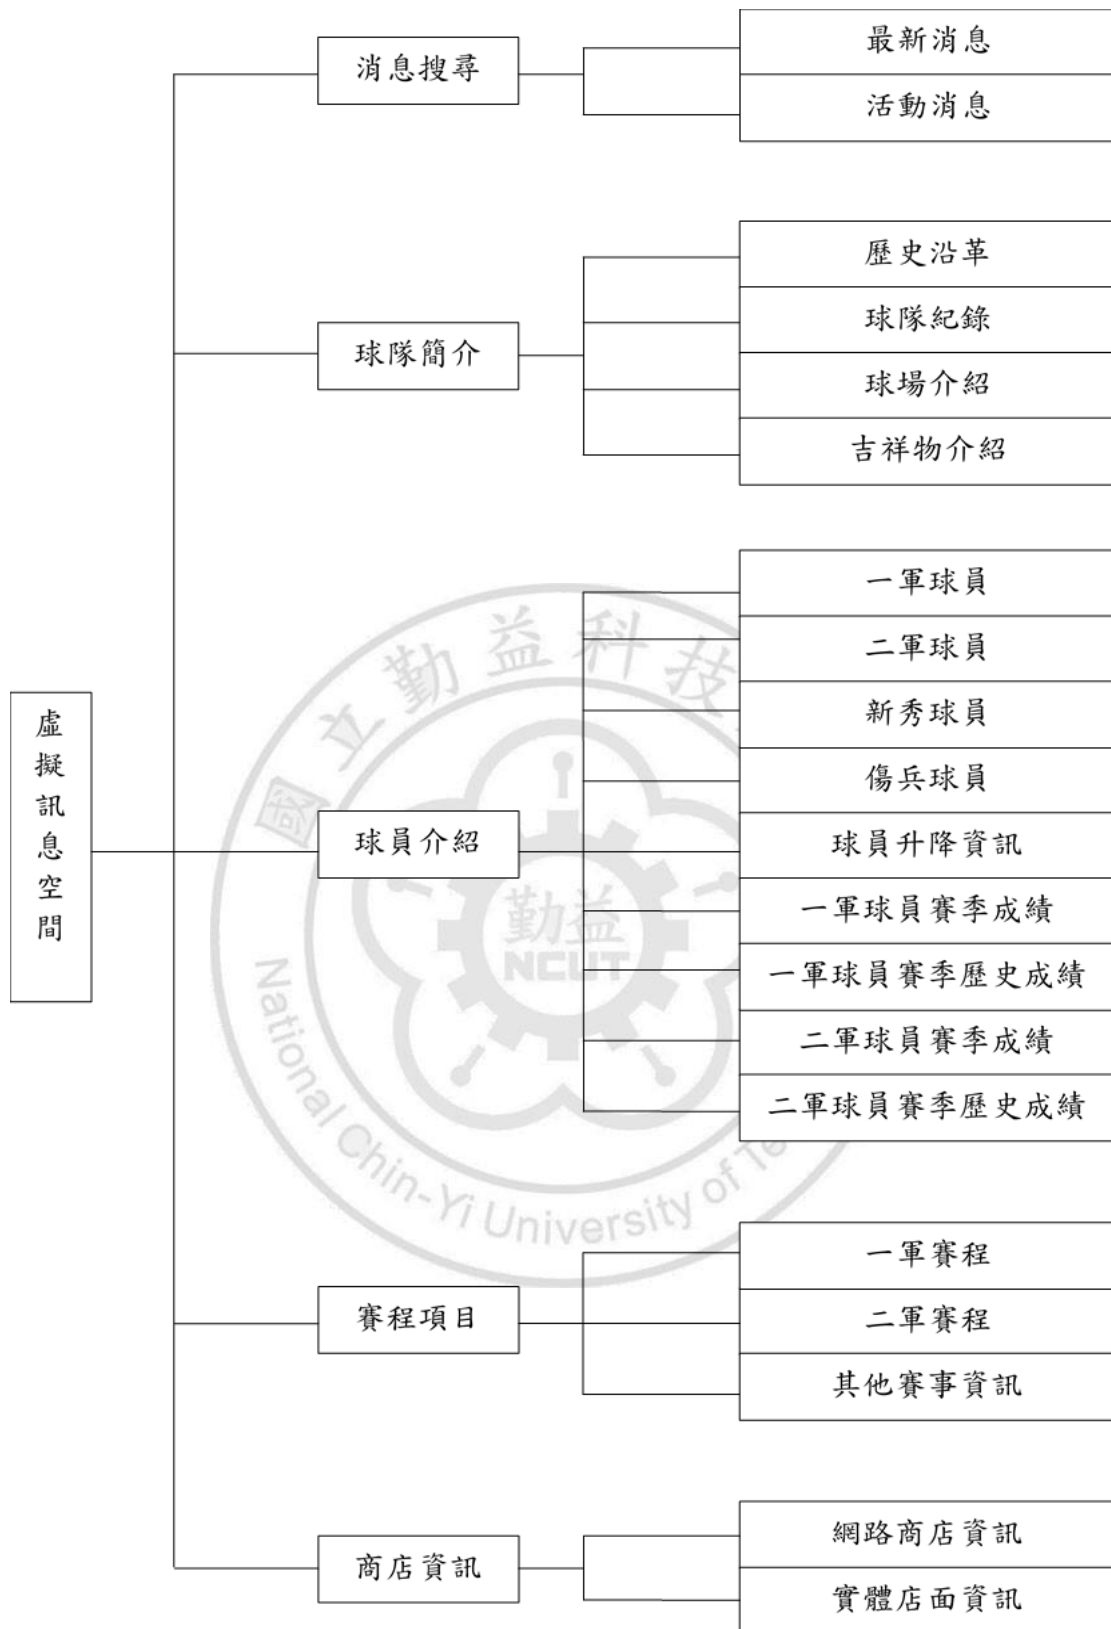 虛擬訊息空間
消息搜尋
最新消息
活動消息
球隊簡介
歷史沿革
球隊紀錄
球場介紹
吉祥物介紹
球員介紹
一軍球員
二軍球員
新秀球員
傷兵球員
球員升降資訊
一軍球員賽季成績
一軍球員賽季歷史成績
二軍球員賽季成績
二軍球員賽季歷史成績
賽程項目
一軍賽程
二軍賽程
其他賽事資訊
商店資訊
網路商店資訊
實體店面資訊
國立勤益科技
勤益
NCUT
National Chin-Yi University of Te